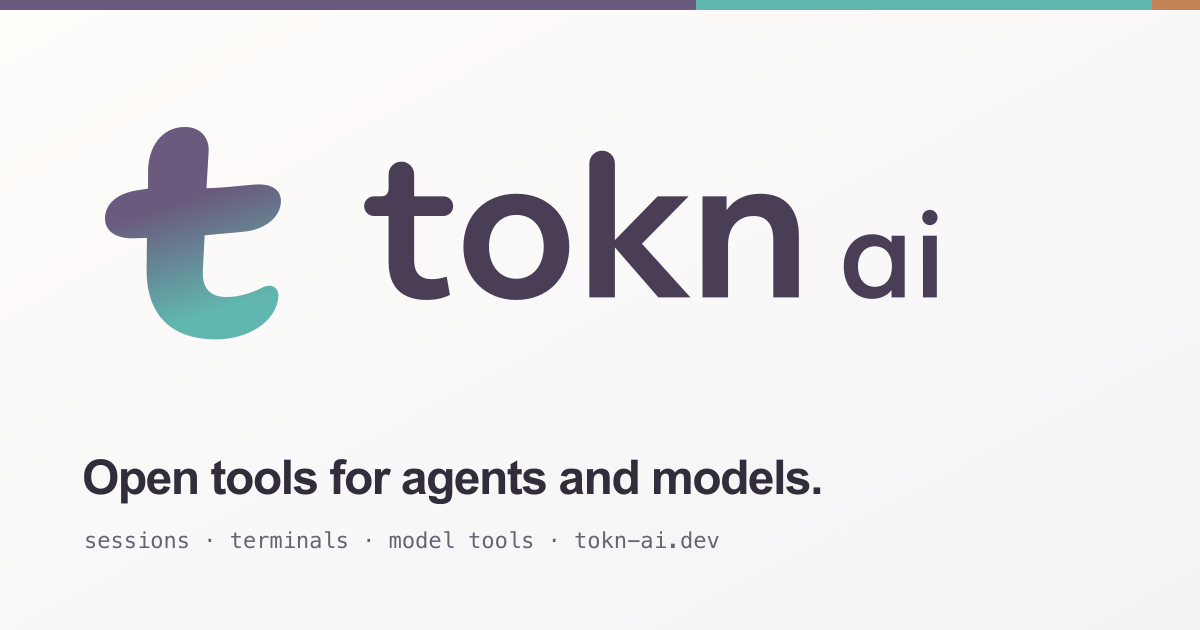 t tokn ai
Open tools for agents and models.
sessions · terminals · model tools · tokn-ai.dev